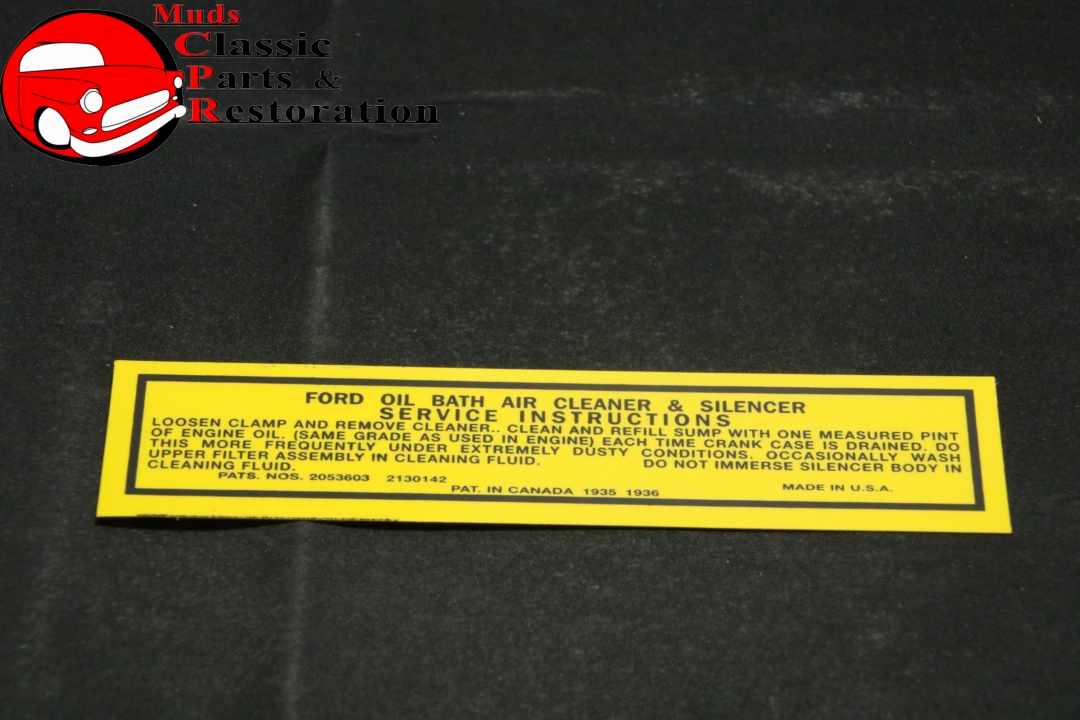 Muds
Classic
Parts &
Restoration
FORD OIL BATH AIR CLEANER & SILENCER
SERVICE INSTRUCTIONS
LOOSEN CLAMP AND REMOVE CLEANER.. CLEAN AND REFILL SUMP WITH ONE MEASURED PINT
OF ENGINE OIL. (SAME GRADE AS USED IN ENGINE) EACH TIME CRANK CASE IS DRAINED. DO
THIS MORE FREQUENTLY UNDER EXTREMELY DUSTY CONDITIONS. OCCASIONALLY WASH
UPPER FILTER ASSEMBLY IN CLEANING FLUID. DO NOT IMMERSE SILENCER BODY IN
CLEANING FLUID.
PATS. NOS. 2053603 2130142
PAT. IN CANADA 1935 1936
MADE IN U.S.A.